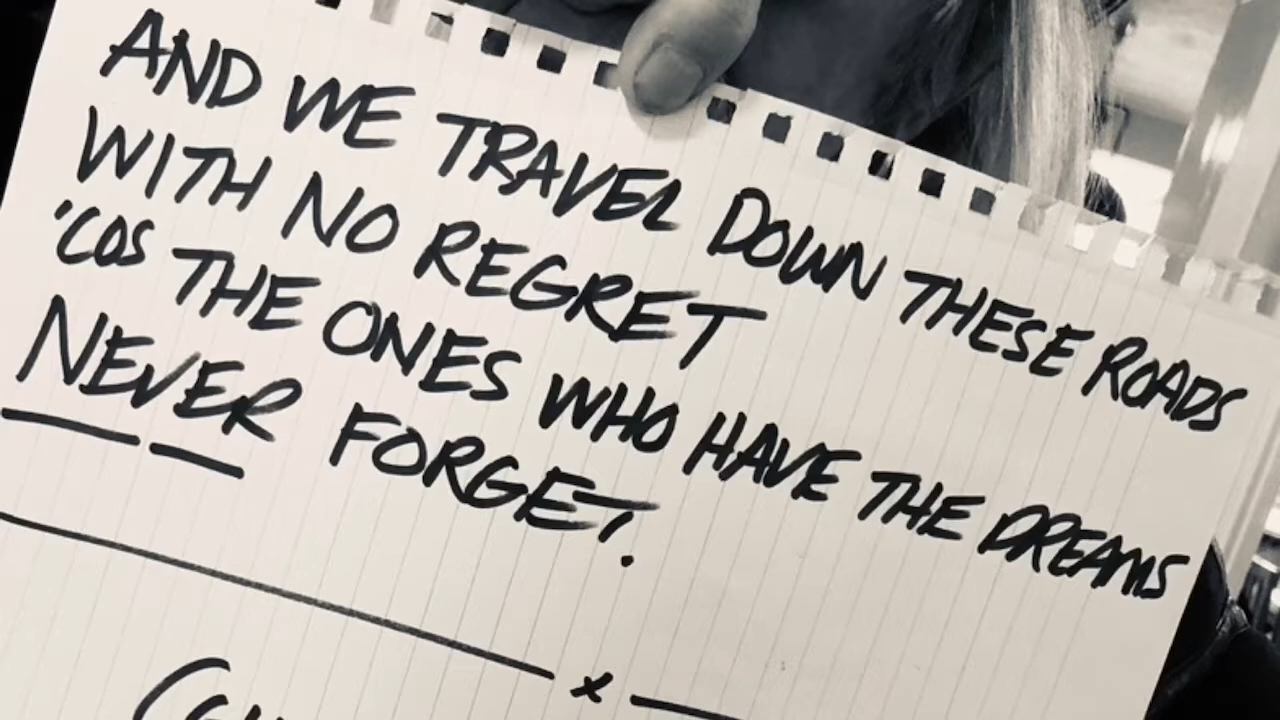 AND WE TRAVEL DOWN THESE ROADS
WITH NO REGRET
'COS THE ONES WHO HAVE THE DREAMS
NEVER FORGET.
x